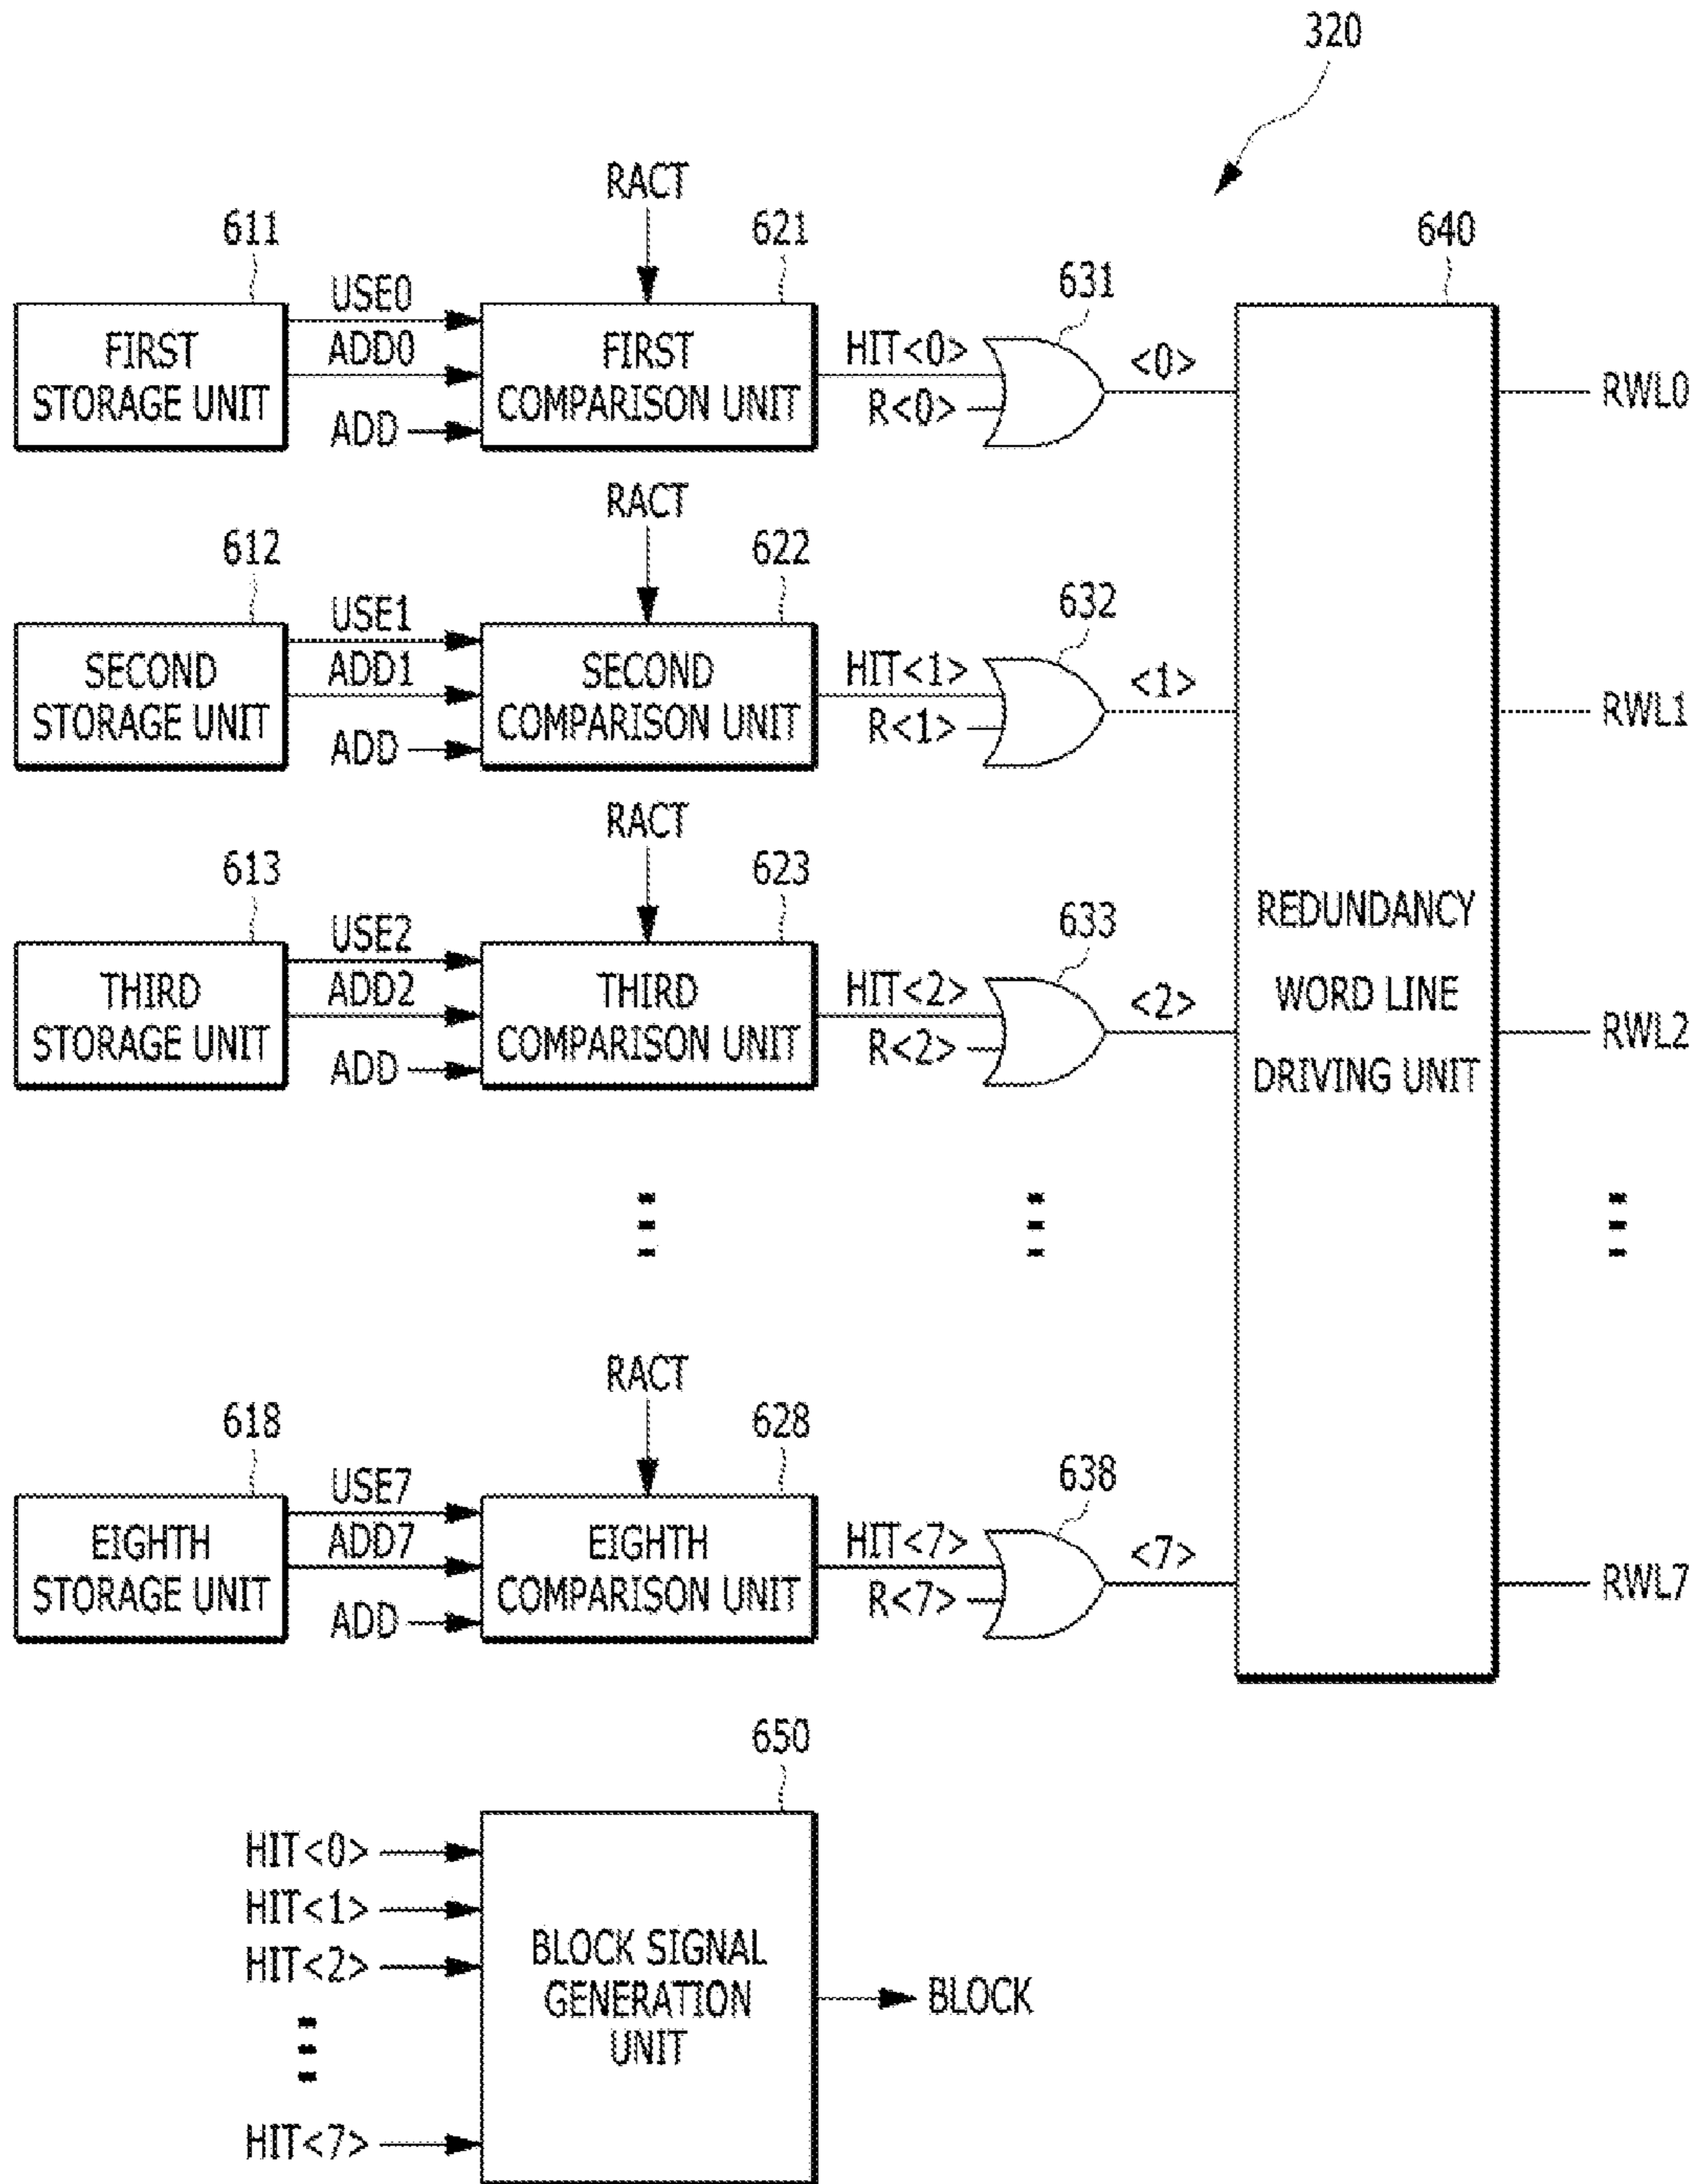 320
RACT
611
621
640
USE0
631
FIRST
STORAGE UNIT
ADD0
FIRST
COMPARISON UNIT
HIT<0>
<0>
R<0>
RWL0
ADD
RACT
612
622
USE1
632
SECOND
STORAGE UNIT
ADD1
SECOND
COMPARISON UNIT
HIT<1>
<1>
R<1>
RWL1
ADD
RACT
613
623
USE2
633
THIRD
STORAGE UNIT
ADD2
THIRD
COMPARISON UNIT
HIT<2>
<2>
R<2>
REDUNDANCY
WORD LINE
DRIVING UNIT
RWL2
ADD
RACT
618
628
USE7
638
EIGHTH
STORAGE UNIT
ADD7
EIGHTH
COMPARISON UNIT
HIT<7>
<7>
R<7>
RWL7
ADD
650
HIT<0>
HIT<1>
HIT<2>
HIT<7>
BLOCK SIGNAL
GENERATION
UNIT
BLOCK